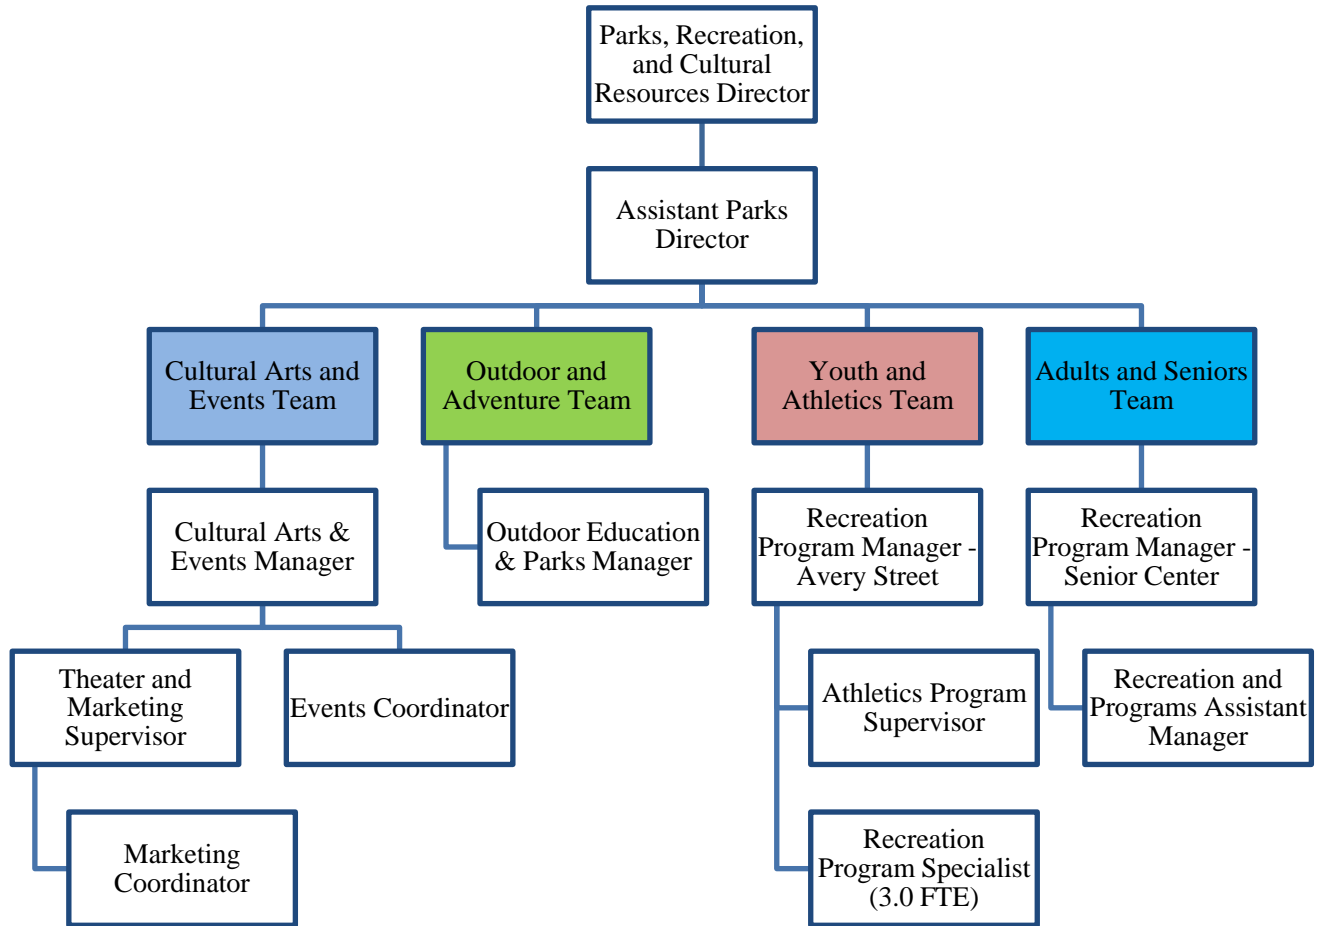 Parks, Recreation,
and Cultural
Resources Director
Assistant Parks
Director
Cultural Arts and
Events Team
Outdoor and
Adventure Team
Youth and
Athletics Team
Adults and Seniors
Team
Cultural Arts &
Events Manager
Outdoor Education
& Parks Manager
Recreation
Program Manager -
Avery Street
Recreation
Program Manager -
Senior Center
Theater and
Marketing
Supervisor
Events Coordinator
Athletics Program
Supervisor
Recreation and
Programs Assistant
Manager
Marketing
Coordinator
Recreation
Program Specialist
(3.0 FTE)